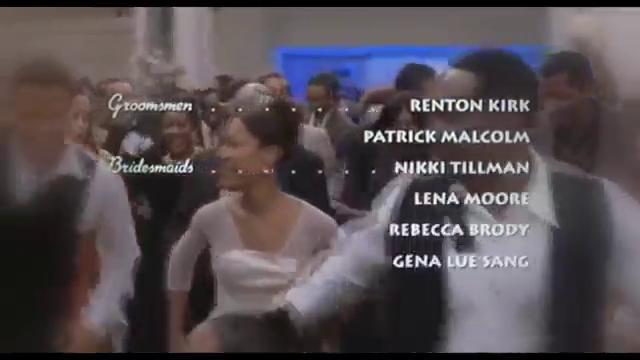 Groomsmen . . . . . . . RENTON KIRK
PATRICK MALCOLM
Bridesmaids . . . . . . . NIKKI TILLMAN
LENA MOORE
REBECCA BRODY
GENA LUE SANG